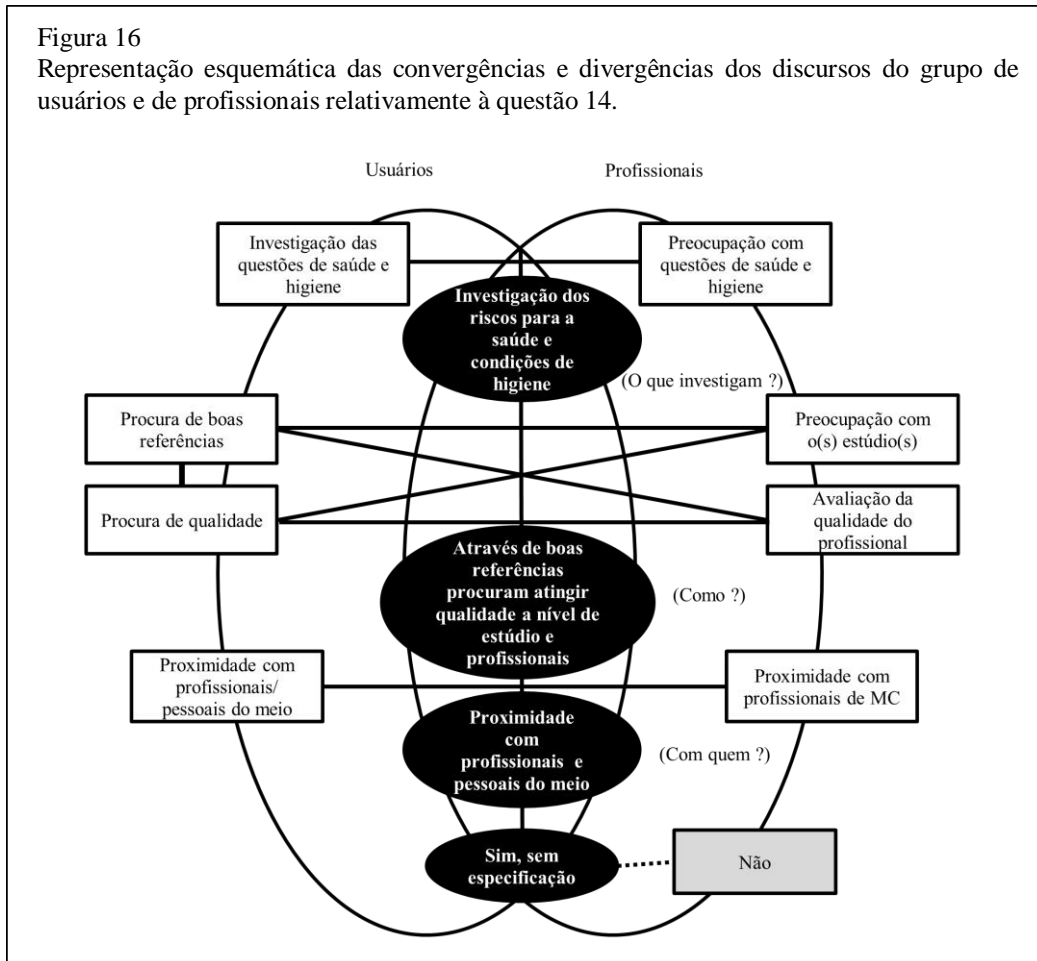 Figura 16
Representação esquemática das convergências e divergências dos discursos do grupo de
usuários e de profissionais relativamente à questão 14.
Usuários
Profissionais
Investigação das
questões de saúde e
higiene
Preocupação com
questões de saúde e
higiene
Investigação dos
riscos para a
saúde e
condições de
higiene
(O que investigam ?)
Procura de boas
referências
Preocupação com
o(s) estúdio(s)
Procura de qualidade
Avaliação da
qualidade do
profissional
Através de boas
referências
procuram atingir
qualidade a nível de
estúdio e
profissionais
(Como ?)
Proximidade com
profissionais/
pessoais do meio
Proximidade com
profissionais de MC
Proximidade
com
profissionais e
pessoais do meio
(Com quem ?)
Sim, sem
especificação
Não